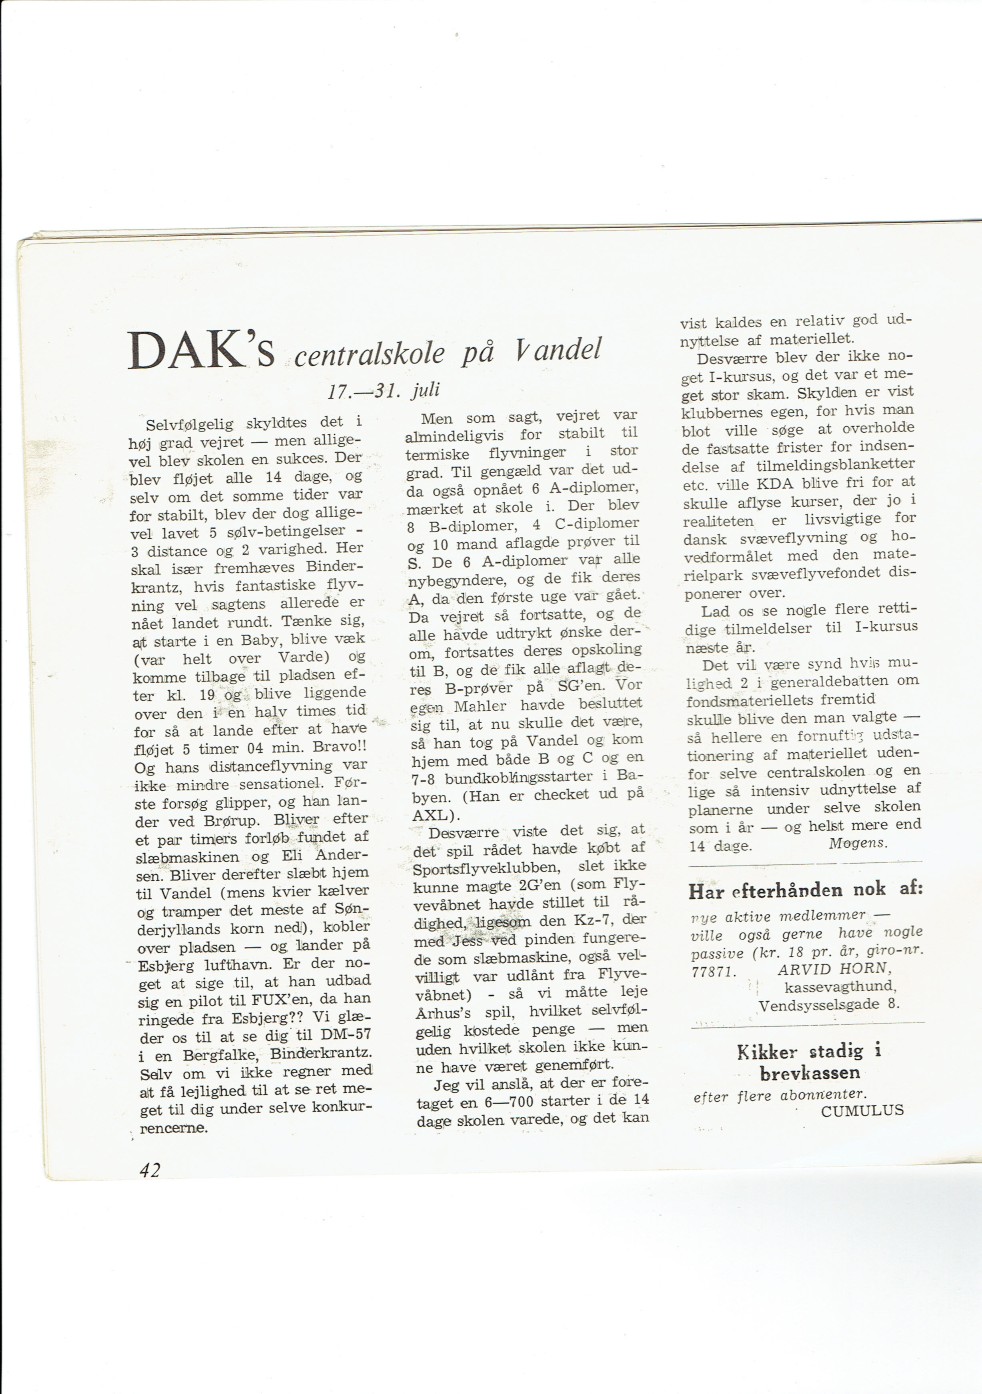 DAK's centralskole på Vandel
17.—31. juli
Selvfølgelig skyldtes det i
høj grad vejret — men allige-
vel blev skolen en sukces. Der
blev fløjet alle 14 dage, og
selv om det somme tider var
for stabilt, blev der dog allige-
vel lavet 5 sølv-betingelser -
3 distance og 2 varighed. Her
skal især fremhæves Binder-
krantz, hvis fantastiske flyv-
ning vel sagtens allerede er
nået landet rundt. Tænke sig,
at starte i en Baby, blive væk
(var helt over Varde) og
komme tilbage til pladsen ef-
ter kl. 19 og blive liggende
over den i en halv times tid
for så at lande efter at have
fløjet 5 timer 04 min. Bravo!!
Og hans distanceflyvning var
ikke mindre sensationel. Før-
ste forsøg glipper, og han lan-
der ved Brørup. Bliver efter
et par timers forløb fundet af
slæbmaskinen og Eli Ander-
sen. Bliver derefter slæbt hjem
til Vandel (mens kvier kælver
og tramper det meste af Søn-
derjyllands korn ned), kobler
over pladsen — og lander på
Esbjerg lufthavn. Er der no-
get at sige til, at han udbad
sig en pilot til FUX'en, da han
ringede fra Esbjerg?? Vi glæ-
der os til at se dig til DM-57
i en Bergfalke, Binderkrantz.
Selv om vi ikke regner med
at få lejlighed til at se ret me-
get til dig under selve konkur-
rencerne.
Men som sagt, vejret var
almindeligvis for stabilt til
termiske flyvninger i stor
grad. Til gengæld var det ud-
da også opnået 6 A-diplomer,
mærket at skole i. Der blev
8 B-diplomer, 4 C-diplomer
og 10 mand aflagde prøver til
S. De 6 A-diplomer var alle
nybegyndere, og de fik deres
A, da den første uge var gået.
Da vejret så fortsatte, og de
alle havde udtrykt ønske der-
om, fortsattes deres opskoling
til B, og de fik alle aflagt de-
res B-prøver på SG'en. Vor
egen Mahler havde besluttet
sig til, at nu skulle det være,
så han tog på Vandel og kom
hjem med både B og C og en
7-8 bundkoblingsstarter i Ba-
byen. (Han er checket ud på
AXL).
Desværre viste det sig, at
det spil rådet havde købt af
Sportsflyveklubben, slet ikke
kunne magte 2G'en (som Fly-
vevåbnet havde stillet til rå-
dighed, ligesom den Kz-7, der
med Jess ved pinden fungere-
de som slæbmaskine, også vel-
villigt var udlånt fra Flyve-
våbnet) - så vi måtte leje
Århus's spil, hvilket selvføl-
gelig kostede penge — men
uden hvilket skolen ikke kun-
ne have været genemført.
Jeg vil anslå, at der er fore-
taget en 6—700 starter i de 14
dage skolen varede, og det kan
vist kaldes en relativ god ud-
nyttelse af materiellet.
Desværre blev der ikke no-
get I-kursus, og det var et me-
get stor skam. Skylden er vist
klubbernes egen, for hvis man
blot ville søge at overholde
de fastsatte frister for indsen-
delse af tilmeldingsblanketter
etc. ville KDA blive fri for at
skulle aflyse kurser, der jo i
realiteten er livsvigtige for
dansk svæveflyvning og ho-
vedformålet med den mate-
rielpark svæveflyvefondet dis-
ponerer over.
Lad os se nogle flere retti-
dige tilmeldelser til I-kursus
næste år.
Det vil være synd hvis mu-
lighed 2 i generaldebatten om
fondsmateriellets fremtid
skulle blive den man valgte —
så hellere en fornuftig udsta-
tionering af materiellet uden-
for selve centralskolen og en
lige så intensiv udnyttelse af
planerne under selve skolen
som i år — og helst mere end
14 dage. Mogens.
Har efterhånden nok af:
nye aktive medlemmer —
ville også gerne have nogle
passive (kr. 18 pr. år, giro-nr.
77871. ARVID HORN,
kassevagthund,
Vendsysselsgade 8.
Kikker stadig i
brevkassen
efter flere abonnenter.
CUMULUS
42